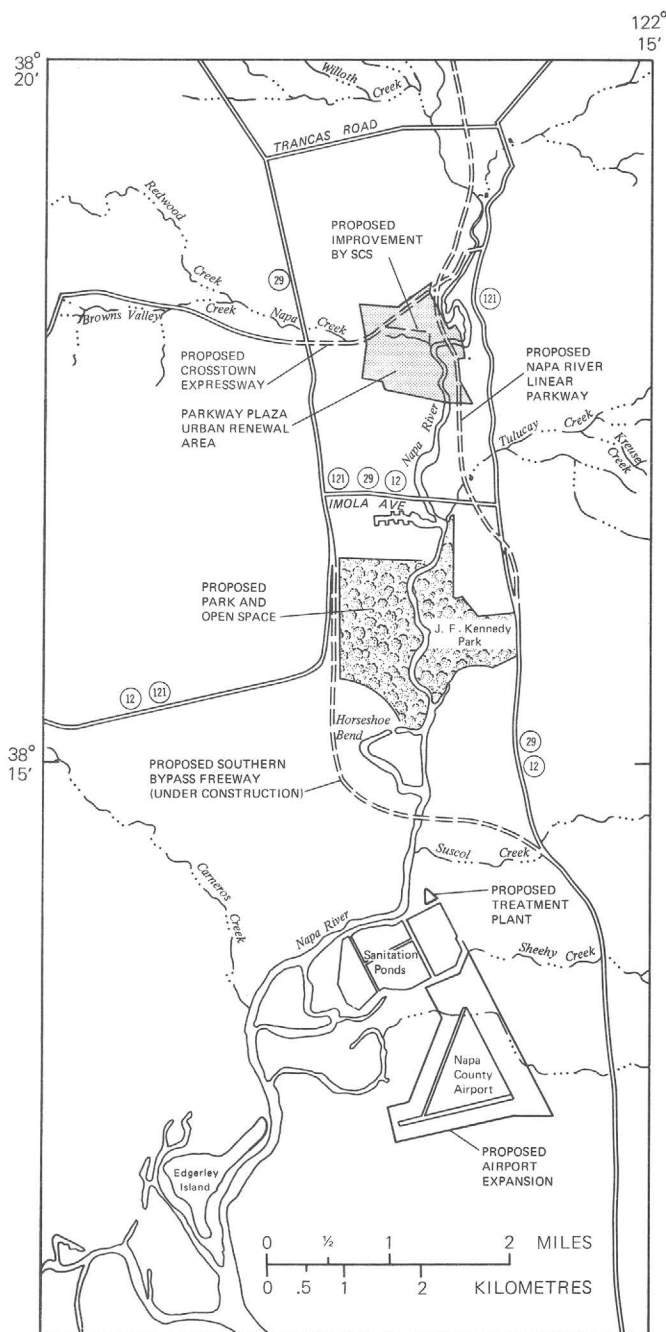 122°
15'
38°
20'
Willoth
Creek
TRANCAS ROAD
Redwood
Creek
PROPOSED
IMPROVEMENT
BY SCS
29
121
Browns Valley Creek
Napa Creek
PROPOSED
CROSSTOWN
EXPRESSWAY
PROPOSED
NAPA RIVER
LINEAR
PARKWAY
PARKWAY PLAZA
URBAN RENEWAL
AREA
Napa River
Tulucay Creek
Kreuse
Creek
121 29 12
IMOLA AVE
PROPOSED
PARK AND
OPEN SPACE
J. F. Kennedy
Park
12 121
Horseshoe
Bend
29
12
38°
15'
PROPOSED SOUTHERN
BYPASS FREEWAY
(UNDER CONSTRUCTION)
Suscol Creek
Carneros
Creek
PROPOSED
TREATMENT
PLANT
Napa River
Sanitation
Ponds
Sheehy Creek
Napa
County
Airport
PROPOSED
AIRPORT
EXPANSION
Edgerley
Island
0 ½ 1 2 MILES
0 .5 1 2 KILOMETRES